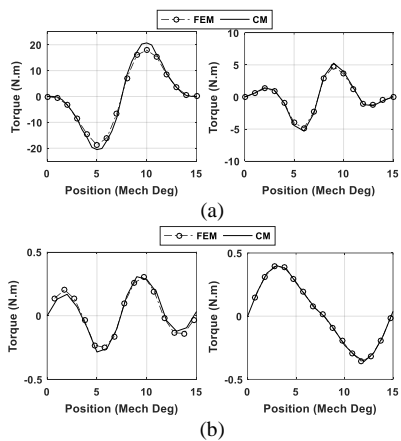 FEM CM
20
10
0
-10
-20
Torque (N.m)
0 5 10 15
Position (Mech Deg)
10
5
0
-5
-10
Torque (N.m)
0 5 10 15
Position (Mech Deg)
(a)
FEM CM
0.5
0
-0.5
Torque (N.m)
0 5 10 15
Position (Mech Deg)
0.5
0
-0.5
Torque (N.m)
0 5 10 15
Position (Mech Deg)
(b)